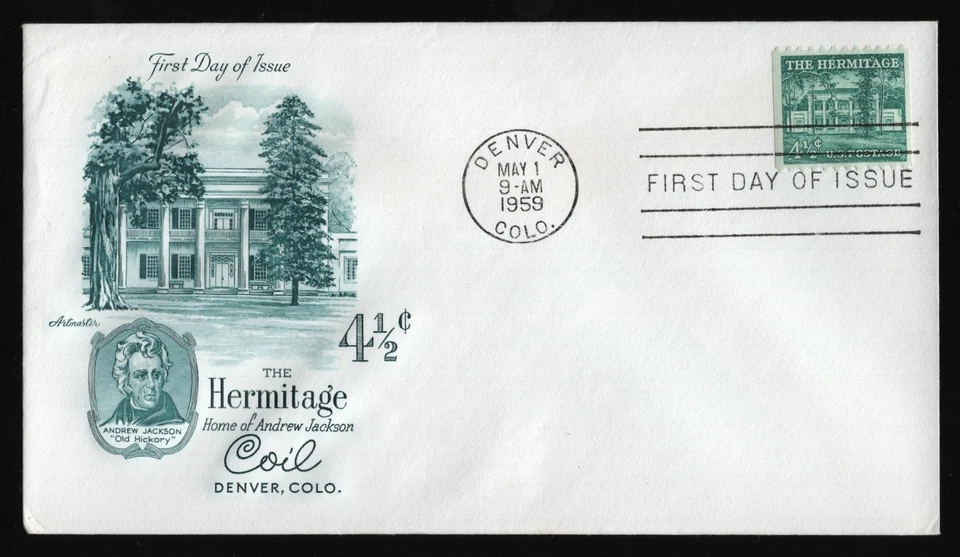 First Day of Issue
Artmaster
ANDREW JACKSON
"Old Hickory"
4½¢
THE
Hermitage
Home of Andrew Jackson
Coil
DENVER, COLO.
DENVER
MAY 1
9-AM
1959
COLO.
THE HERMITAGE
4½¢ U.S. POSTAGE
FIRST DAY OF ISSUE